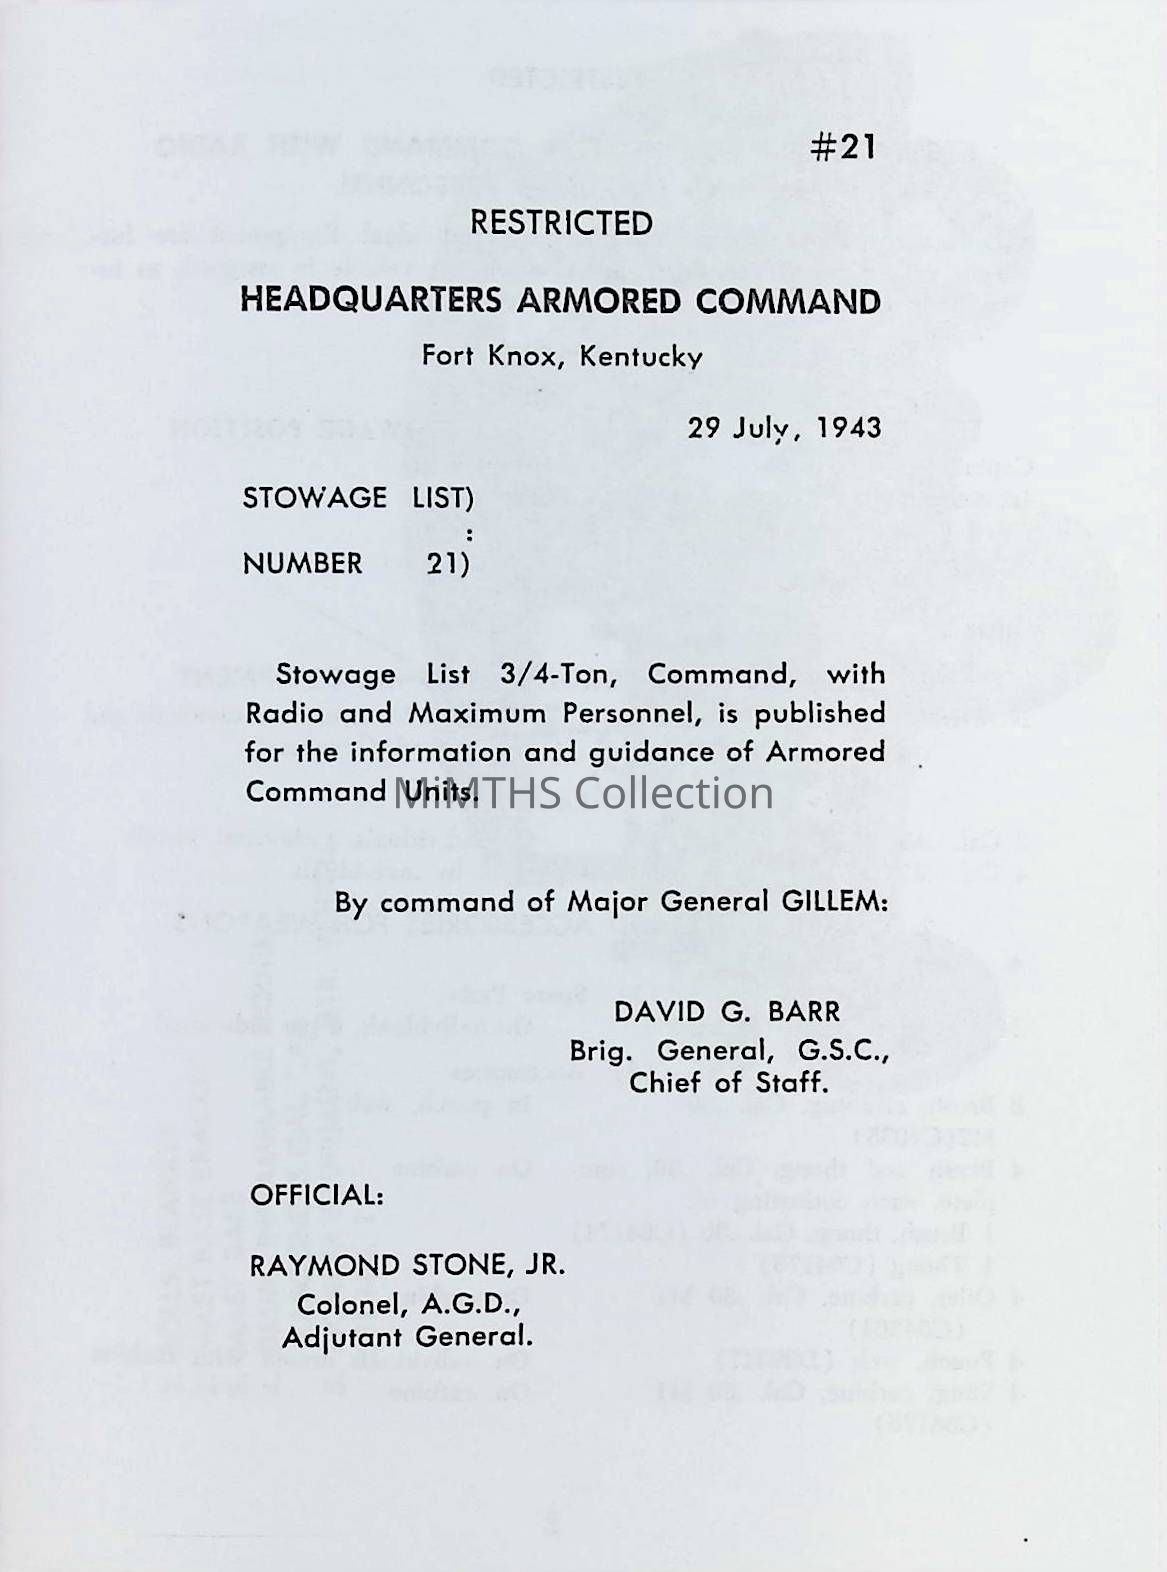 #21
RESTRICTED
HEADQUARTERS ARMORED COMMAND
Fort Knox, Kentucky
29 July, 1943
STOWAGE LIST)
:
NUMBER 21)
Stowage List 3/4-Ton, Command, with
Radio and Maximum Personnel, is published
for the information and guidance of Armored
Command Units.
MiMTHS Collection
By command of Major General GILLEM:
DAVID G. BARR
Brig. General, G.S.C.,
Chief of Staff.
OFFICIAL:
RAYMOND STONE, JR.
Colonel, A.G.D.,
Adjutant General.